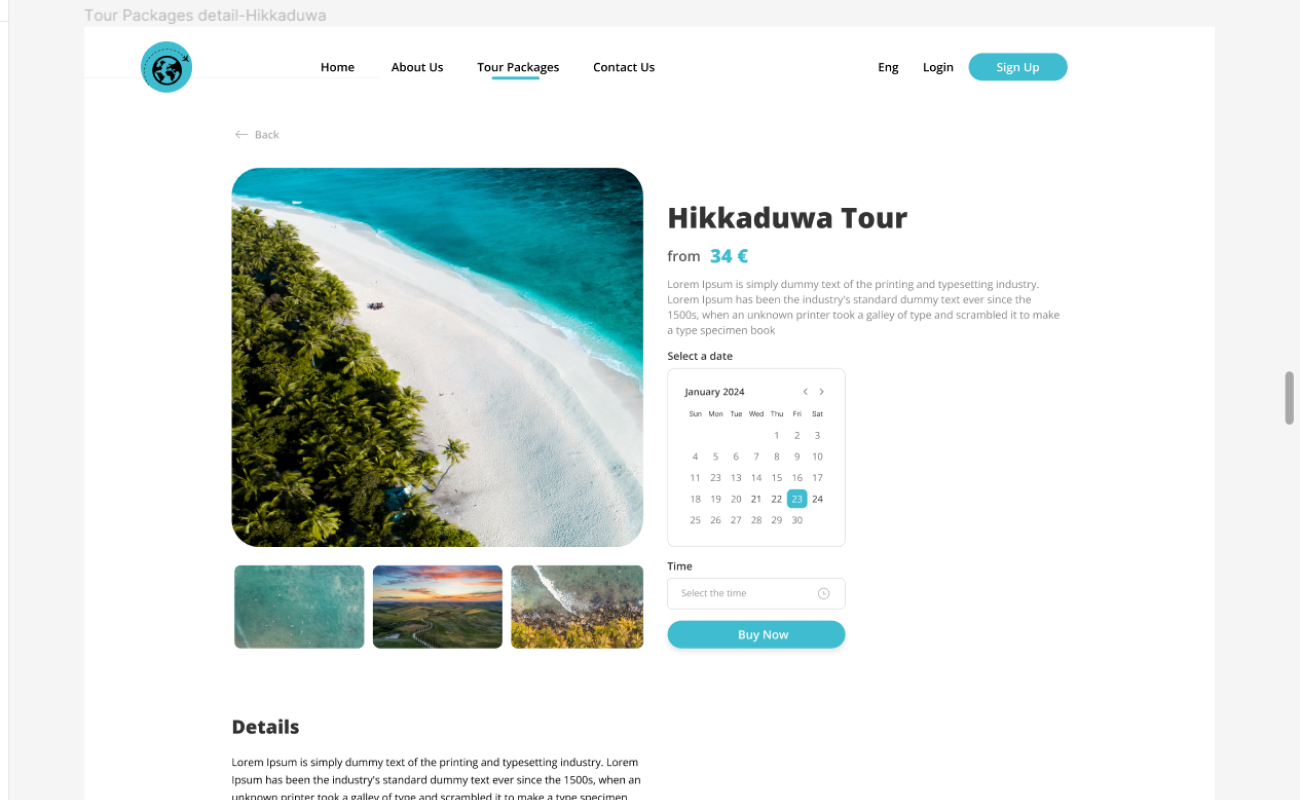 Tour Packages detail-Hikkaduwa
Home About Us Tour Packages Contact Us Eng Login Sign Up
Back
Hikkaduwa Tour
from 34 €
Lorem Ipsum is simply dummy text of the printing and typesetting industry.
Lorem Ipsum has been the industry's standard dummy text ever since the
1500s, when an unknown printer took a galley of type and scrambled it to make
a type specimen book
Select a date
January 2024
Sun Mon Tue Wed Thu Fri Sat
1 2 3
4 5 6 7 8 9 10
11 23 13 14 15 16 17
18 19 20 21 22 23 24
25 26 27 28 29 30
Time
Select the time
Buy Now
Details
Lorem Ipsum is simply dummy text of the printing and typesetting industry. Lorem
Ipsum has been the industry's standard dummy text ever since the 1500s, when an
unknown printer took a galley of type and scrambled it to make a type specimen